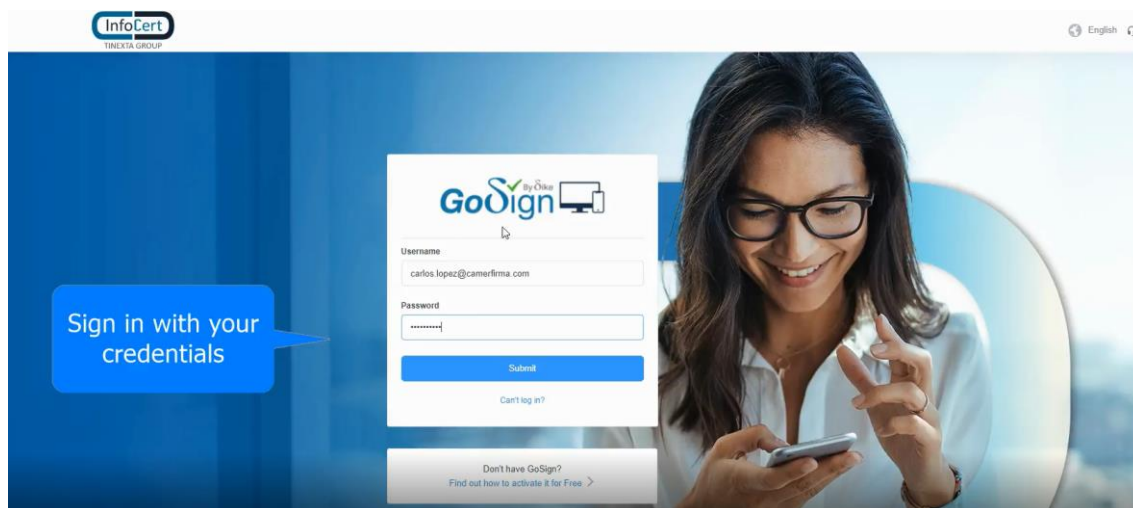 InfoCert
TINEXTA GROUP
English
By Dike
GoSign
Username
carlos.lopez@camerfirma.com
Password
••••••••••
Submit
Can't log in?
Sign in with your
credentials
Don't have GoSign?
Find out how to activate it for Free >